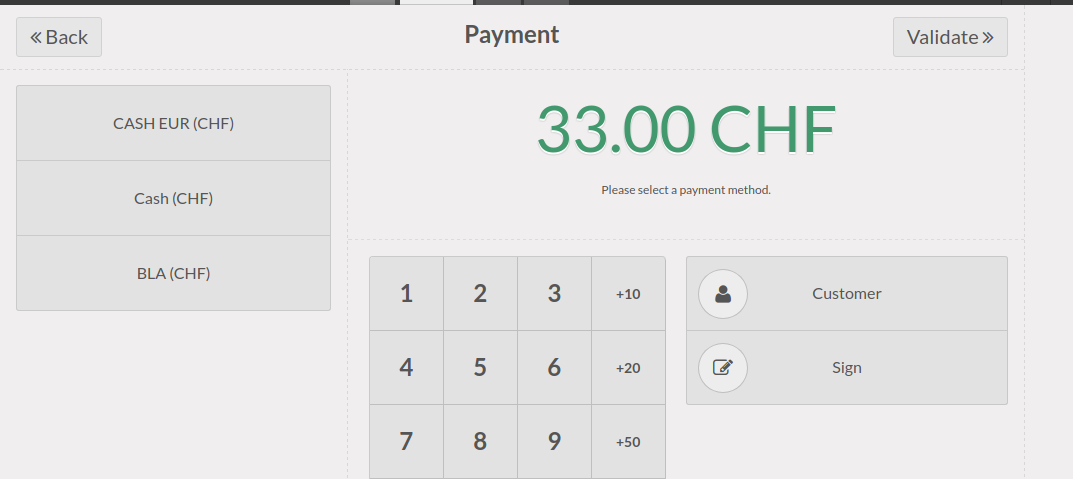 Back
Payment
Validate
CASH EUR (CHF)
Cash (CHF)
BLA (CHF)
33.00 CHF
Please select a payment method.
1 2 3 +10
4 5 6 +20
7 8 9 +50
Customer
Sign